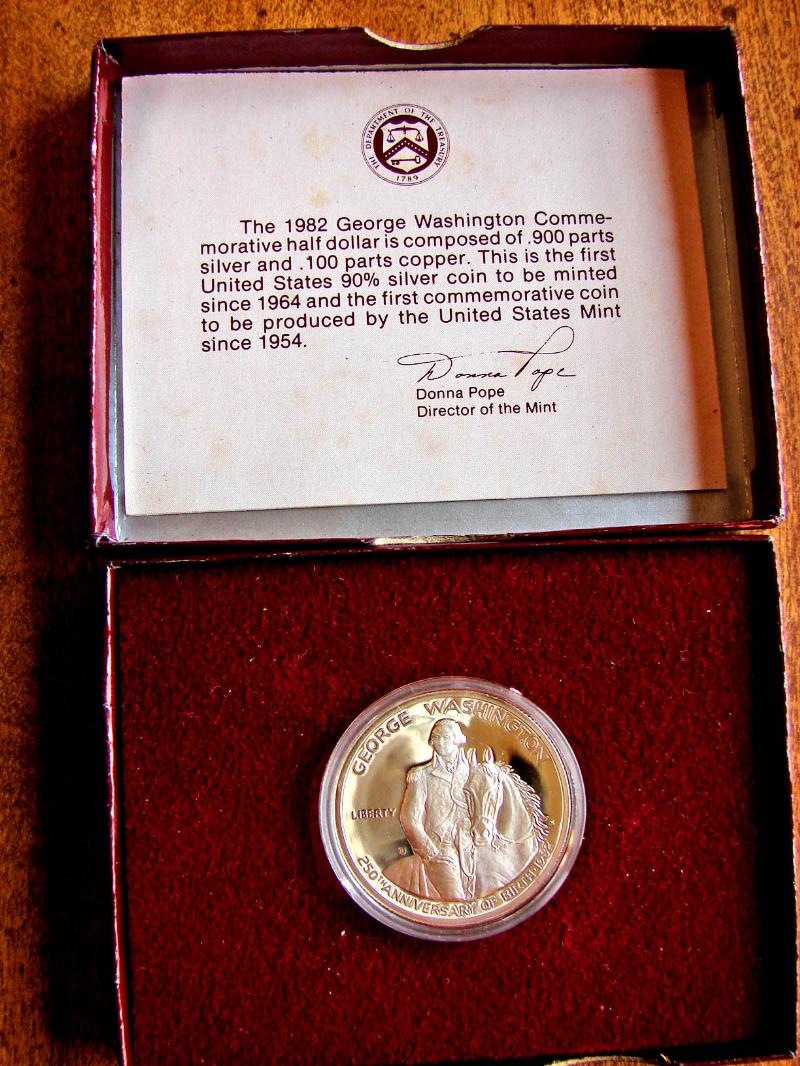 THE DEPARTMENT OF THE TREASURY
1789
The 1982 George Washington Comme-
morative half dollar is composed of .900 parts
silver and .100 parts copper. This is the first
United States 90% silver coin to be minted
since 1964 and the first commemorative coin
to be produced by the United States Mint
since 1954.
Donna Pope
Donna Pope
Director of the Mint
GEORGE WASHINGTON
LIBERTY
250TH ANNIVERSARY OF BIRTH 1982